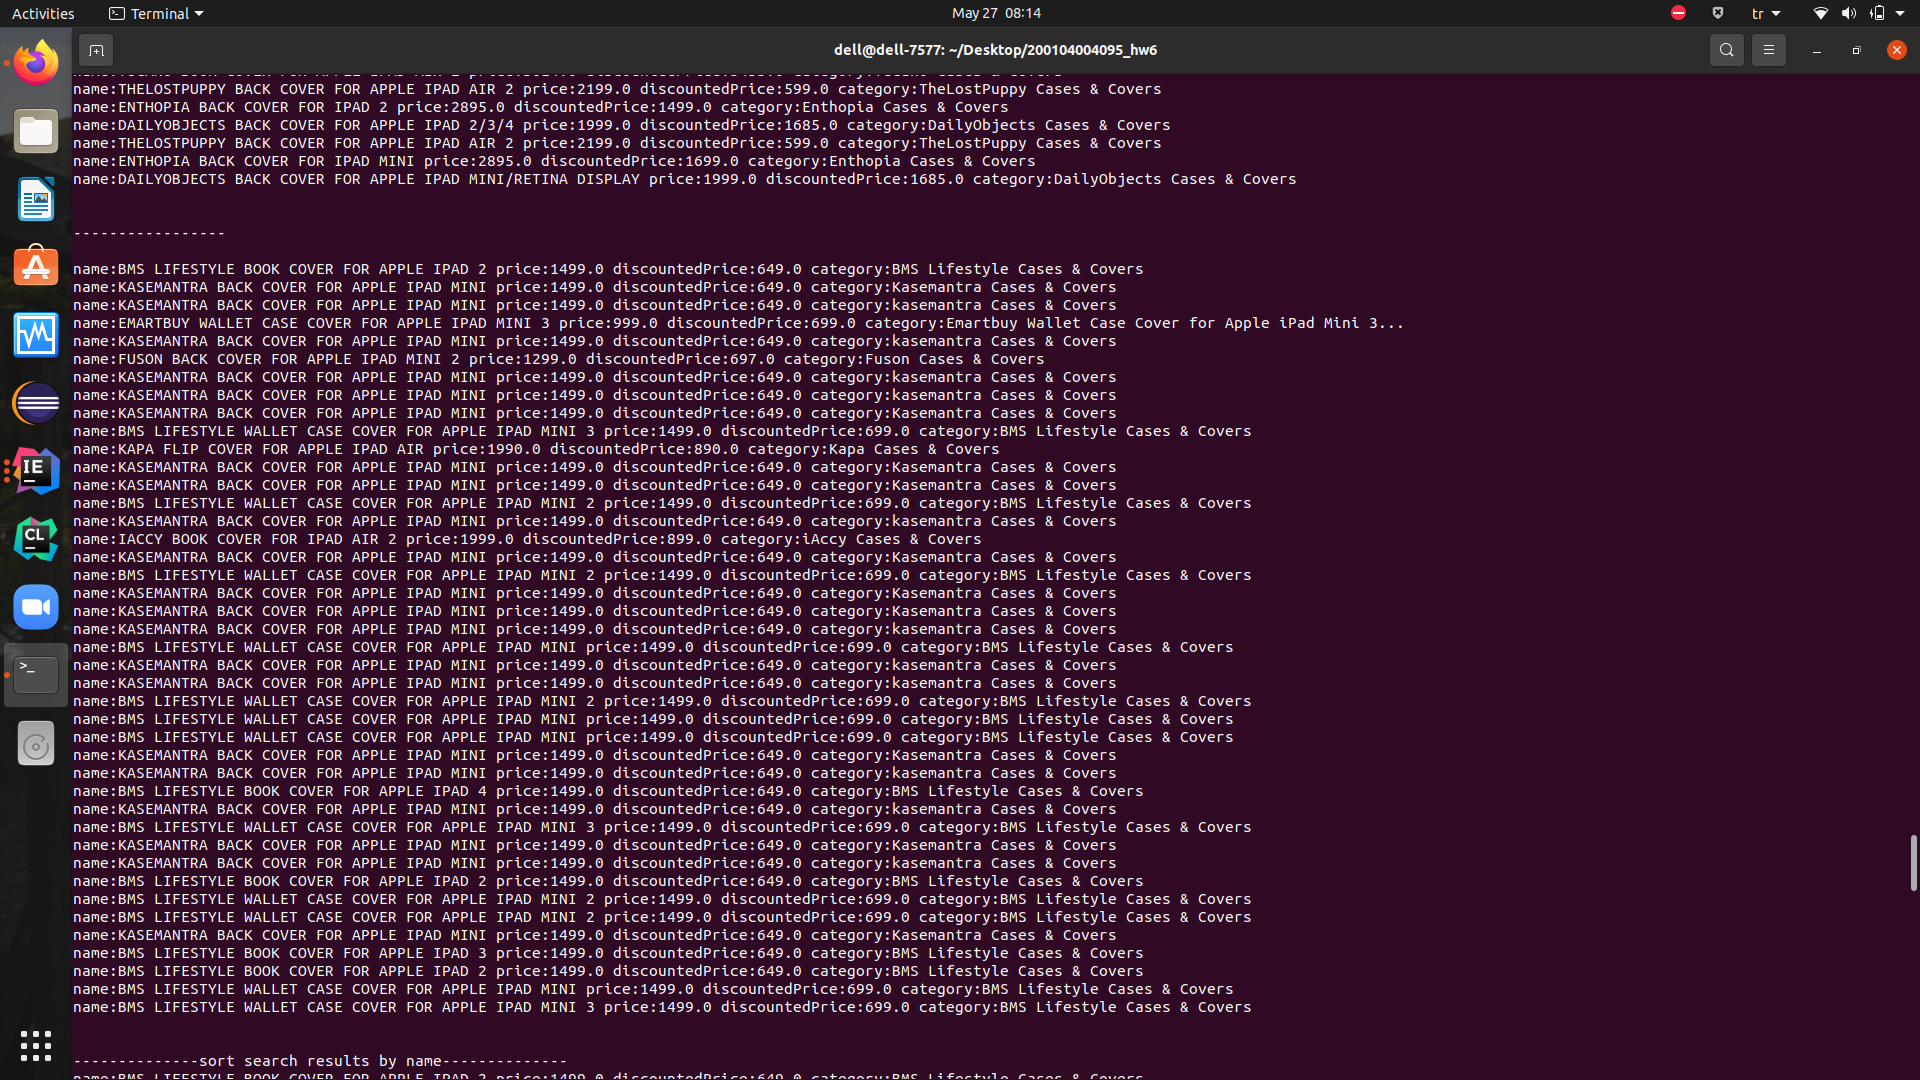 Activities
Terminal
May 27 08:14
tr
dell@dell-7577: ~/Desktop/200104004095_hw6
name:THELOSTPUPPY BACK COVER FOR APPLE IPAD AIR 2 price:2199.0 discountedPrice:599.0 category:TheLostPuppy Cases & Covers
name:ENTHOPIA BACK COVER FOR IPAD 2 price:2895.0 discountedPrice:1499.0 category:Enthopia Cases & Covers
name:DAILYOBJECTS BACK COVER FOR APPLE IPAD 2/3/4 price:1999.0 discountedPrice:1685.0 category:DailyObjects Cases & Covers
name:THELOSTPUPPY BACK COVER FOR APPLE IPAD AIR 2 price:2199.0 discountedPrice:599.0 category:TheLostPuppy Cases & Covers
name:ENTHOPIA BACK COVER FOR IPAD MINI price:2895.0 discountedPrice:1699.0 category:Enthopia Cases & Covers
name:DAILYOBJECTS BACK COVER FOR APPLE IPAD MINI/RETINA DISPLAY price:1999.0 discountedPrice:1685.0 category:DailyObjects Cases & Covers
-----------------
name:BMS LIFESTYLE BOOK COVER FOR APPLE IPAD 2 price:1499.0 discountedPrice:649.0 category:BMS Lifestyle Cases & Covers
name:KASEMANTRA BACK COVER FOR APPLE IPAD MINI price:1499.0 discountedPrice:649.0 category:Kasemantra Cases & Covers
name:KASEMANTRA BACK COVER FOR APPLE IPAD MINI price:1499.0 discountedPrice:649.0 category:Kasemantra Cases & Covers
name:EMARTBUY WALLET CASE COVER FOR APPLE IPAD MINI 3 price:999.0 discountedPrice:699.0 category:Emartbuy Wallet Case Cover for Apple iPad Mini 3...
name:KASEMANTRA BACK COVER FOR APPLE IPAD MINI price:1499.0 discountedPrice:649.0 category:kasemantra Cases & Covers
name:FUSON BACK COVER FOR APPLE IPAD MINI 2 price:1299.0 discountedPrice:697.0 category:Fuson Cases & Covers
name:KASEMANTRA BACK COVER FOR APPLE IPAD MINI price:1499.0 discountedPrice:649.0 category:kasemantra Cases & Covers
name:KASEMANTRA BACK COVER FOR APPLE IPAD MINI price:1499.0 discountedPrice:649.0 category:kasemantra Cases & Covers
name:KASEMANTRA BACK COVER FOR APPLE IPAD MINI price:1499.0 discountedPrice:649.0 category:Kasemantra Cases & Covers
name:BMS LIFESTYLE WALLET CASE COVER FOR APPLE IPAD MINI 3 price:1499.0 discountedPrice:699.0 category:BMS Lifestyle Cases & Covers
name:KAPA FLIP COVER FOR APPLE IPAD AIR price:1990.0 discountedPrice:890.0 category:Kapa Cases & Covers
name:KASEMANTRA BACK COVER FOR APPLE IPAD MINI price:1499.0 discountedPrice:649.0 category:Kasemantra Cases & Covers
name:KASEMANTRA BACK COVER FOR APPLE IPAD MINI price:1499.0 discountedPrice:649.0 category:Kasemantra Cases & Covers
name:BMS LIFESTYLE WALLET CASE COVER FOR APPLE IPAD MINI 2 price:1499.0 discountedPrice:699.0 category:BMS Lifestyle Cases & Covers
name:KASEMANTRA BACK COVER FOR APPLE IPAD MINI price:1499.0 discountedPrice:649.0 category:kasemantra Cases & Covers
name:IACCY BOOK COVER FOR IPAD AIR 2 price:1999.0 discountedPrice:899.0 category:iAccy Cases & Covers
name:KASEMANTRA BACK COVER FOR APPLE IPAD MINI price:1499.0 discountedPrice:649.0 category:Kasemantra Cases & Covers
name:BMS LIFESTYLE WALLET CASE COVER FOR APPLE IPAD MINI 2 price:1499.0 discountedPrice:699.0 category:BMS Lifestyle Cases & Covers
name:KASEMANTRA BACK COVER FOR APPLE IPAD MINI price:1499.0 discountedPrice:649.0 category:Kasemantra Cases & Covers
name:KASEMANTRA BACK COVER FOR APPLE IPAD MINI price:1499.0 discountedPrice:649.0 category:Kasemantra Cases & Covers
name:KASEMANTRA BACK COVER FOR APPLE IPAD MINI price:1499.0 discountedPrice:649.0 category:kasemantra Cases & Covers
name:BMS LIFESTYLE WALLET CASE COVER FOR APPLE IPAD MINI price:1499.0 discountedPrice:699.0 category:BMS Lifestyle Cases & Covers
name:KASEMANTRA BACK COVER FOR APPLE IPAD MINI price:1499.0 discountedPrice:649.0 category:kasemantra Cases & Covers
name:KASEMANTRA BACK COVER FOR APPLE IPAD MINI price:1499.0 discountedPrice:649.0 category:kasemantra Cases & Covers
name:BMS LIFESTYLE WALLET CASE COVER FOR APPLE IPAD MINI 2 price:1499.0 discountedPrice:699.0 category:BMS Lifestyle Cases & Covers
name:BMS LIFESTYLE WALLET CASE COVER FOR APPLE IPAD MINI price:1499.0 discountedPrice:699.0 category:BMS Lifestyle Cases & Covers
name:BMS LIFESTYLE WALLET CASE COVER FOR APPLE IPAD MINI price:1499.0 discountedPrice:699.0 category:BMS Lifestyle Cases & Covers
name:KASEMANTRA BACK COVER FOR APPLE IPAD MINI price:1499.0 discountedPrice:649.0 category:Kasemantra Cases & Covers
name:KASEMANTRA BACK COVER FOR APPLE IPAD MINI price:1499.0 discountedPrice:649.0 category:kasemantra Cases & Covers
name:BMS LIFESTYLE BOOK COVER FOR APPLE IPAD 4 price:1499.0 discountedPrice:649.0 category:BMS Lifestyle Cases & Covers
name:KASEMANTRA BACK COVER FOR APPLE IPAD MINI price:1499.0 discountedPrice:649.0 category:kasemantra Cases & Covers
name:BMS LIFESTYLE WALLET CASE COVER FOR APPLE IPAD MINI 3 price:1499.0 discountedPrice:699.0 category:BMS Lifestyle Cases & Covers
name:KASEMANTRA BACK COVER FOR APPLE IPAD MINI price:1499.0 discountedPrice:649.0 category:Kasemantra Cases & Covers
name:KASEMANTRA BACK COVER FOR APPLE IPAD MINI price:1499.0 discountedPrice:649.0 category:kasemantra Cases & Covers
name:BMS LIFESTYLE BOOK COVER FOR APPLE IPAD 2 price:1499.0 discountedPrice:649.0 category:BMS Lifestyle Cases & Covers
name:BMS LIFESTYLE WALLET CASE COVER FOR APPLE IPAD MINI 2 price:1499.0 discountedPrice:699.0 category:BMS Lifestyle Cases & Covers
name:BMS LIFESTYLE WALLET CASE COVER FOR APPLE IPAD MINI 2 price:1499.0 discountedPrice:699.0 category:BMS Lifestyle Cases & Covers
name:KASEMANTRA BACK COVER FOR APPLE IPAD MINI price:1499.0 discountedPrice:649.0 category:Kasemantra Cases & Covers
name:BMS LIFESTYLE BOOK COVER FOR APPLE IPAD 3 price:1499.0 discountedPrice:649.0 category:BMS Lifestyle Cases & Covers
name:BMS LIFESTYLE BOOK COVER FOR APPLE IPAD 2 price:1499.0 discountedPrice:649.0 category:BMS Lifestyle Cases & Covers
name:BMS LIFESTYLE WALLET CASE COVER FOR APPLE IPAD MINI price:1499.0 discountedPrice:699.0 category:BMS Lifestyle Cases & Covers
name:BMS LIFESTYLE WALLET CASE COVER FOR APPLE IPAD MINI 3 price:1499.0 discountedPrice:699.0 category:BMS Lifestyle Cases & Covers
--------------sort search results by name--------------
name:BMS LIFESTYLE BOOK COVER FOR APPLE IPAD 2 price:1499.0 discountedPrice:649.0 category:BMS Lifestyle Cases & Covers